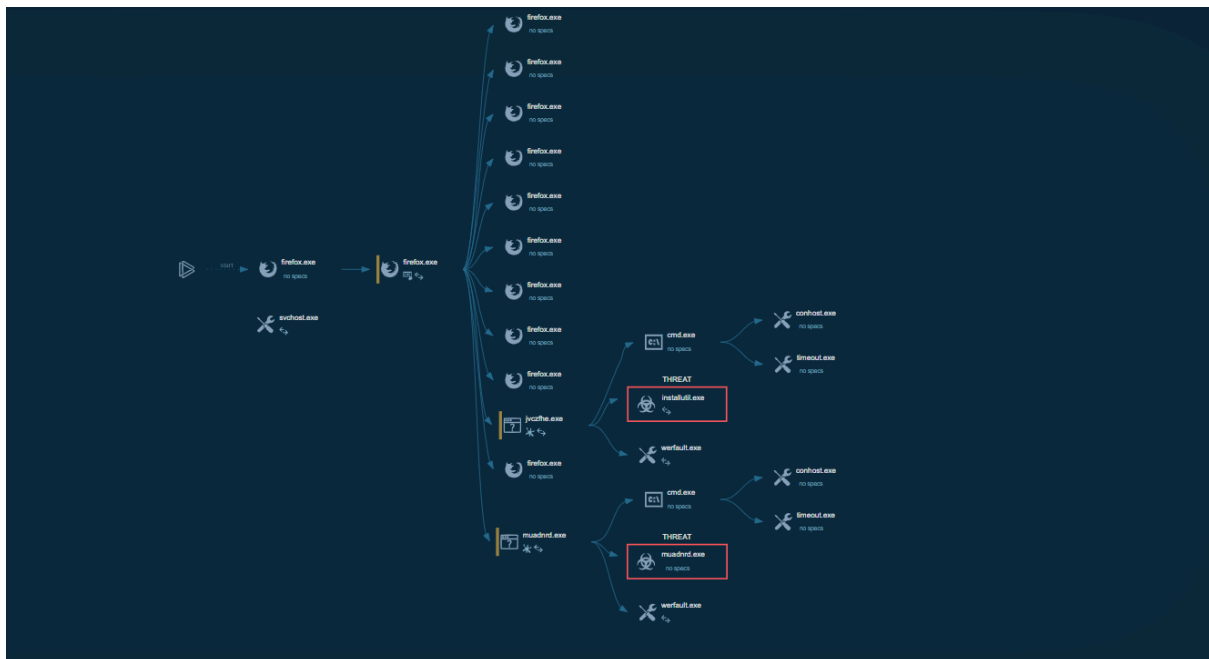 firefox.exe
no specs
firefox.exe
no specs
firefox.exe
no specs
firefox.exe
no specs
firefox.exe
no specs
firefox.exe
no specs
start
firefox.exe
no specs
firefox.exe
firefox.exe
no specs
svchost.exe
firefox.exe
no specs
firefox.exe
no specs
jvczfhe.exe
firefox.exe
no specs
muadnrd.exe
cmd.exe
no specs
THREAT
installutil.exe
werfault.exe
conhost.exe
no specs
timeout.exe
no specs
cmd.exe
no specs
THREAT
muadnrd.exe
no specs
werfault.exe
conhost.exe
no specs
timeout.exe
no specs